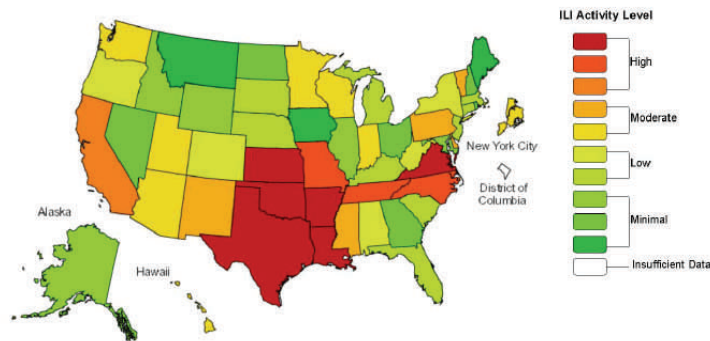 ILI Activity Level
High
Moderate
New York City
Low
District of
Columbia
Alaska
Minimal
Hawaii
Insufficient Data